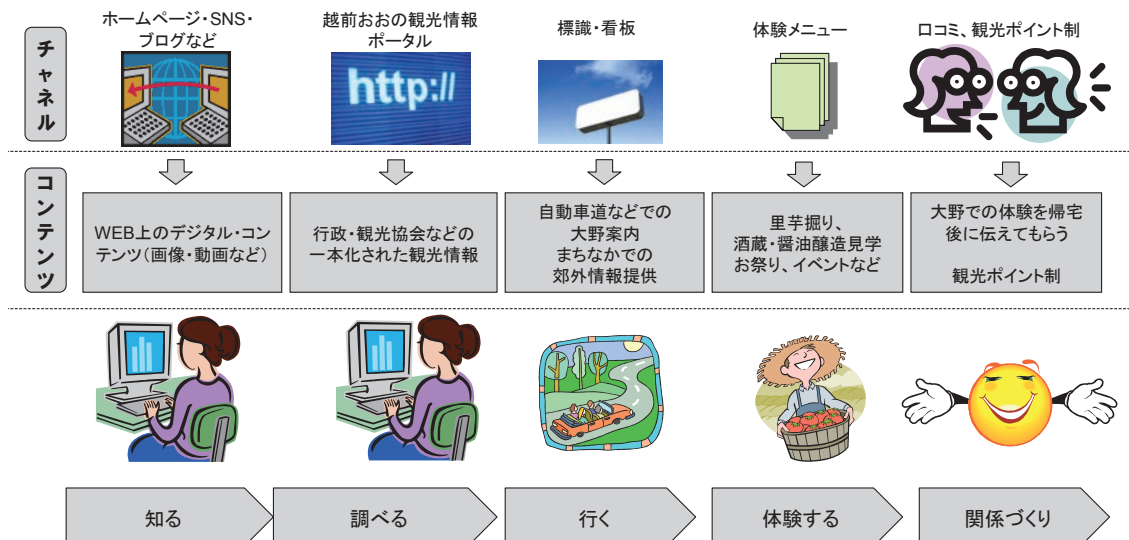 チャネル
ホームページ・SNS・
ブログなど
越前おおの観光情報
ポータル
標識・看板
体験メニュー
口コミ、観光ポイント制
http://
コンテンツ
WEB上のデジタル・コン
テンツ(画像・動画など)
行政・観光協会などの
一本化された観光情報
自動車道などでの
大野案内
まちなかでの
郊外情報提供
里芋掘り、
酒蔵・醤油醸造見学
お祭り、イベントなど
大野での体験を帰宅
後に伝えてもらう
観光ポイント制
知る
調べる
行く
体験する
関係づくり